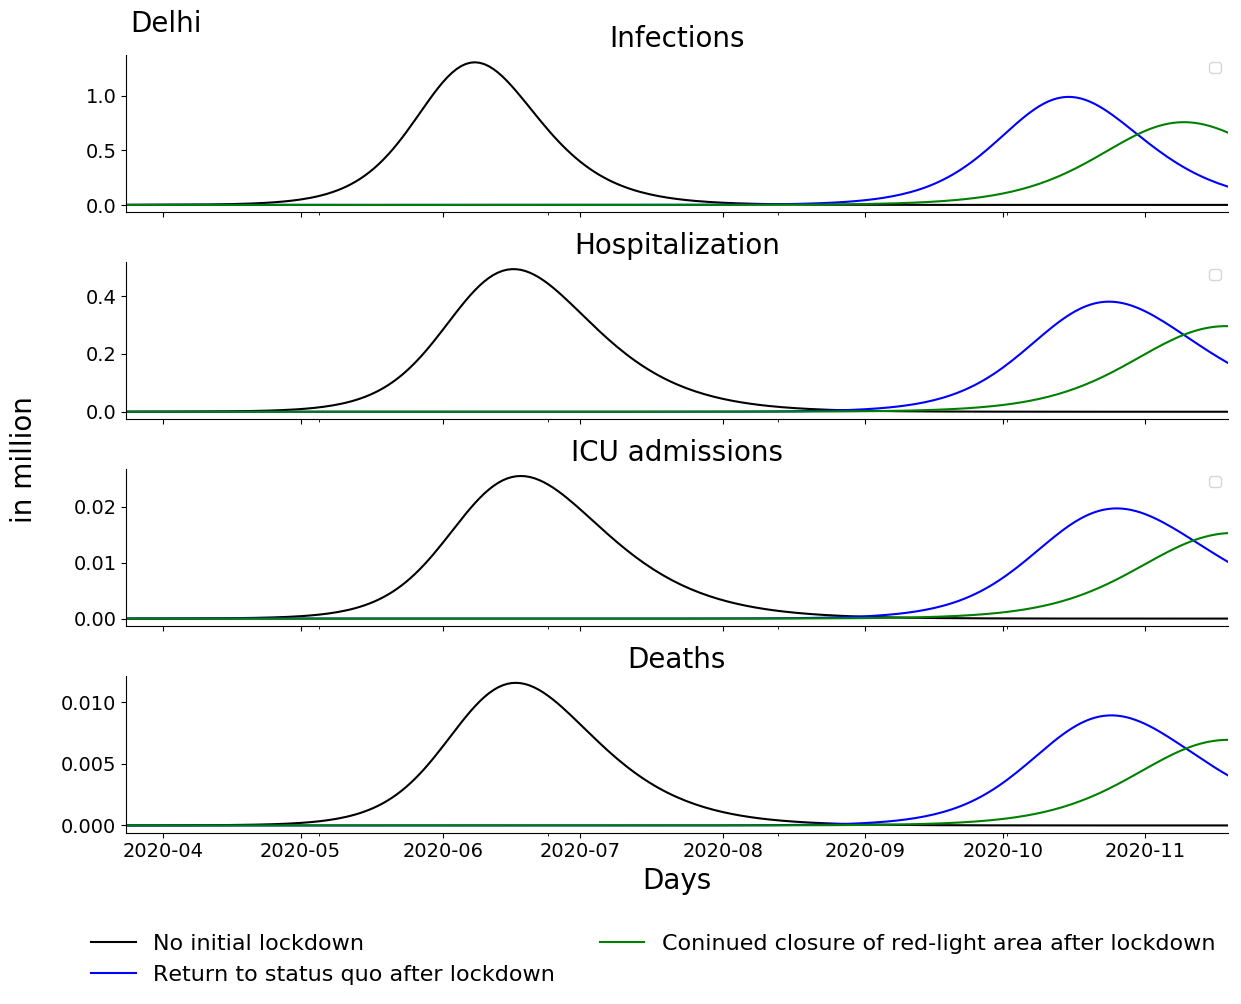 Delhi
Infections
1.0
0.5
0.0
Hospitalization
0.4
0.2
0.0
in million
ICU admissions
0.02
0.01
0.00
Deaths
0.010
0.005
0.000
2020-04 2020-05 2020-06 2020-07 2020-08 2020-09 2020-10 2020-11
Days
No initial lockdown
Return to status quo after lockdown
Coninued closure of red-light area after lockdown